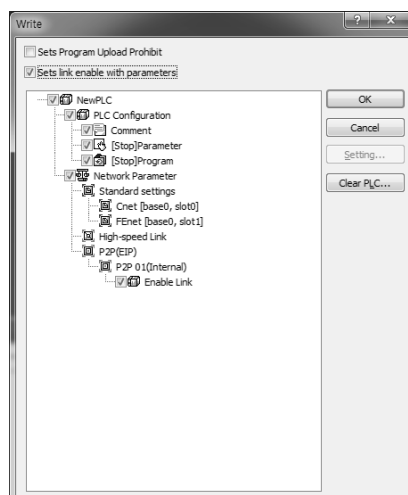 Write
Sets Program Upload Prohibit
Sets link enable with parameters
NewPLC
PLC Configuration
Comment
[Stop]Parameter
[Stop]Program
Network Parameter
Standard settings
Cnet [base0, slot0]
FEnet [base0, slot1]
High-speed Link
P2P(EIP)
P2P 01(Internal)
Enable Link
OK
Cancel
Setting...
Clear PLC...